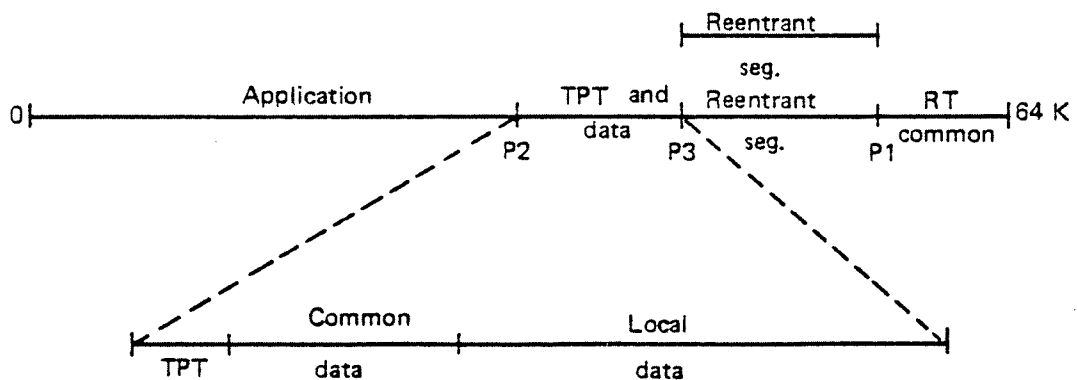 Reentrant
seg.
Application
TPT and
Reentrant
RT
0
64 K
data
seg.
common
P2
P3
P1
Common
Local
TPT
data
data